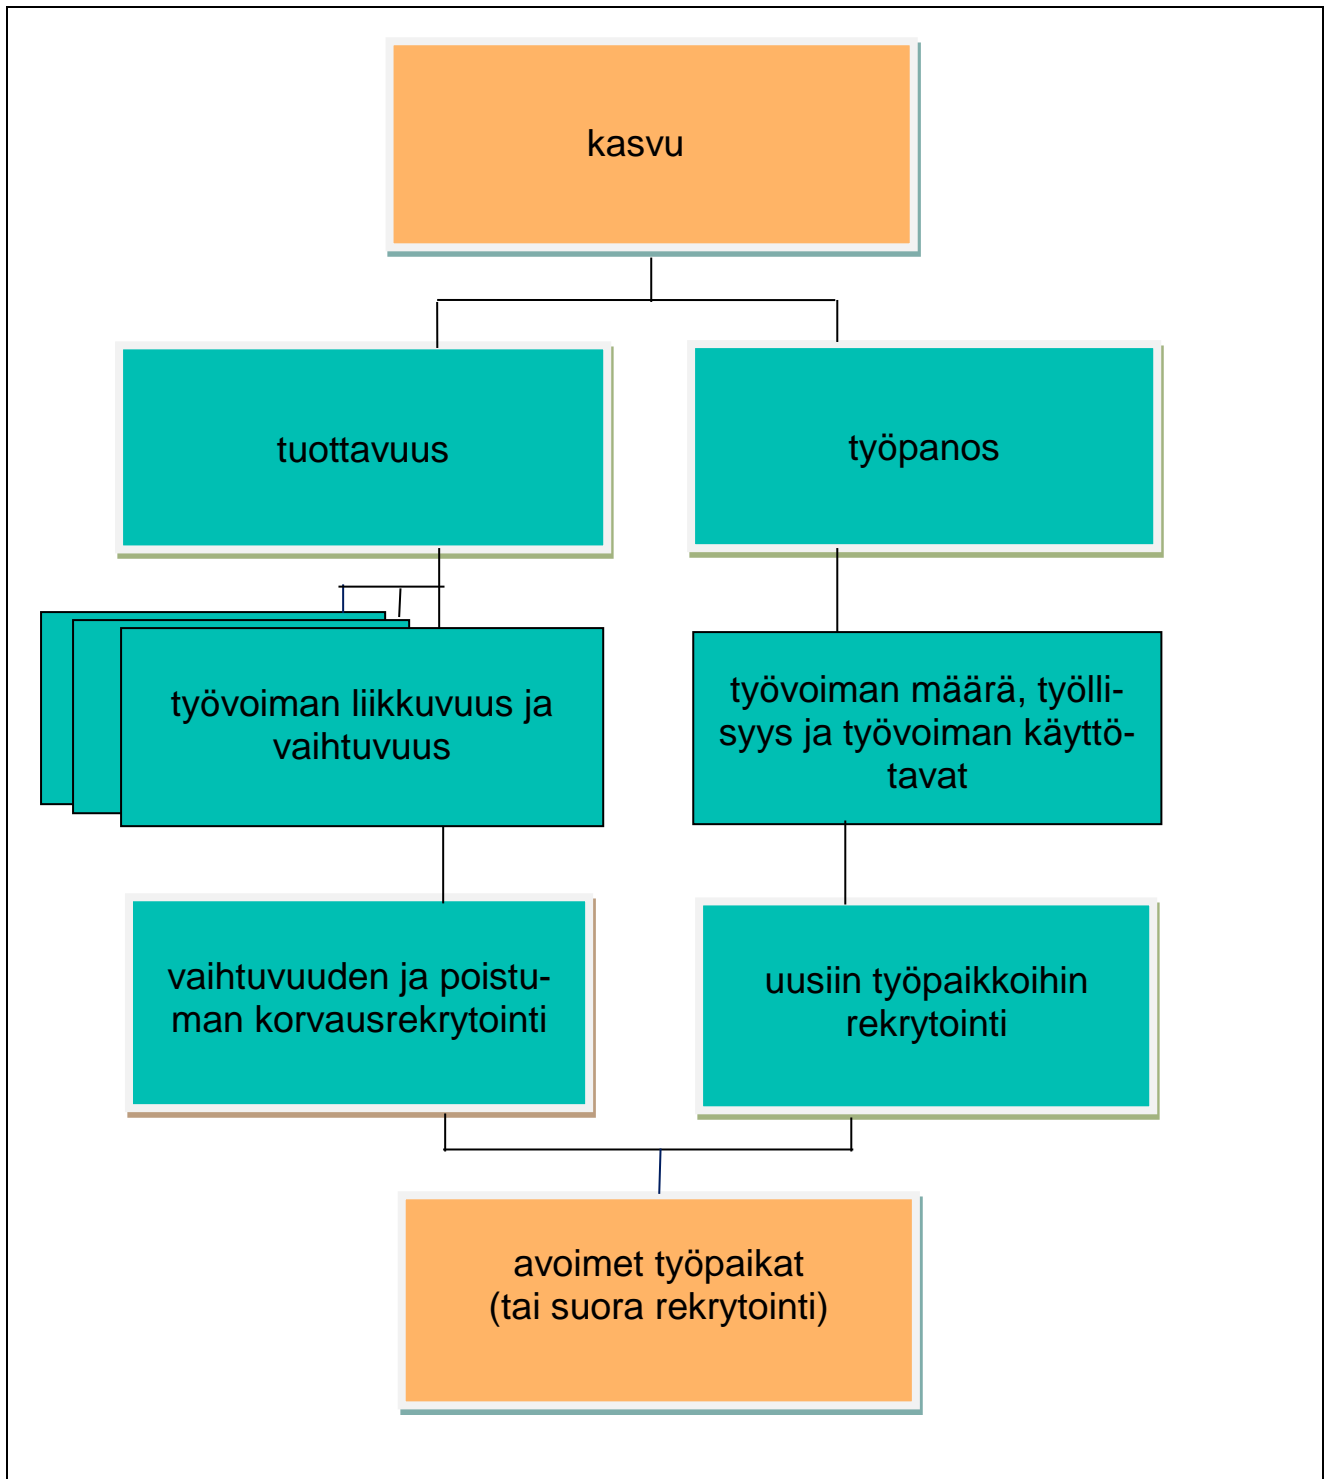 kasvu
tuottavuus
työpanos
työvoiman liikkuvuus ja
vaihtuvuus
työvoiman määrä, työlli-
syys ja työvoiman käyttö-
tavat
vaihtuvuuden ja poistu-
man korvausrekrytointi
uusiin työpaikkoihin
rekrytointi
avoimet työpaikat
(tai suora rekrytointi)